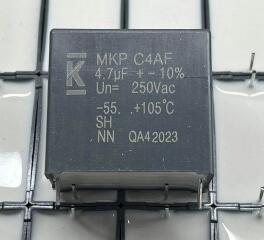 K
MKP C4AF
4.7µF + - 10%
Un= 250Vac
-55. .+105°C
SH
NN QA42023